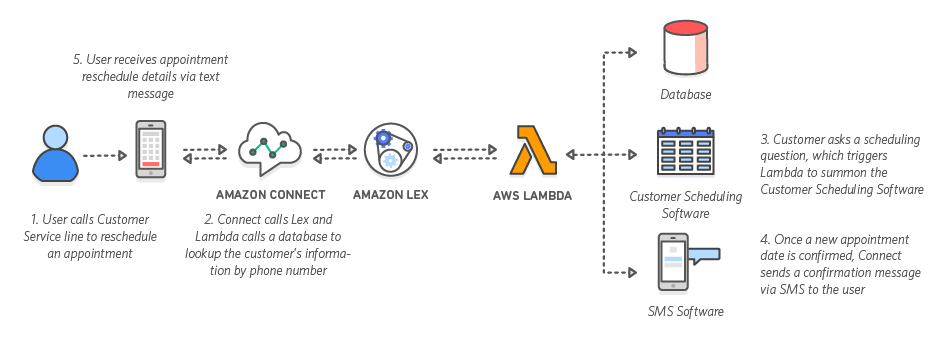 5. User receives appointment
reschedule details via text
message
AMAZON CONNECT
AMAZON LEX
AWS LAMBDA
1. User calls Customer
Service line to reschedule
an appointment
2. Connect calls Lex and
Lambda calls a database to
lookup the customer's informa-
tion by phone number
Database
Customer Scheduling
Software
3. Customer asks a scheduling
question, which triggers
Lambda to summon the
Customer Scheduling Software
SMS Software
4. Once a new appointment
date is confirmed, Connect
sends a confirmation message
via SMS to the user